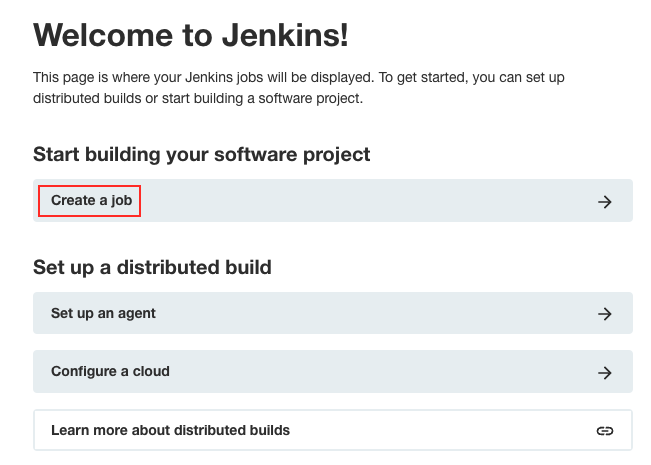 Welcome to Jenkins!
This page is where your Jenkins jobs will be displayed. To get started, you can set up
distributed builds or start building a software project.
Start building your software project
Create a job
Set up a distributed build
Set up an agent
Configure a cloud
Learn more about distributed builds